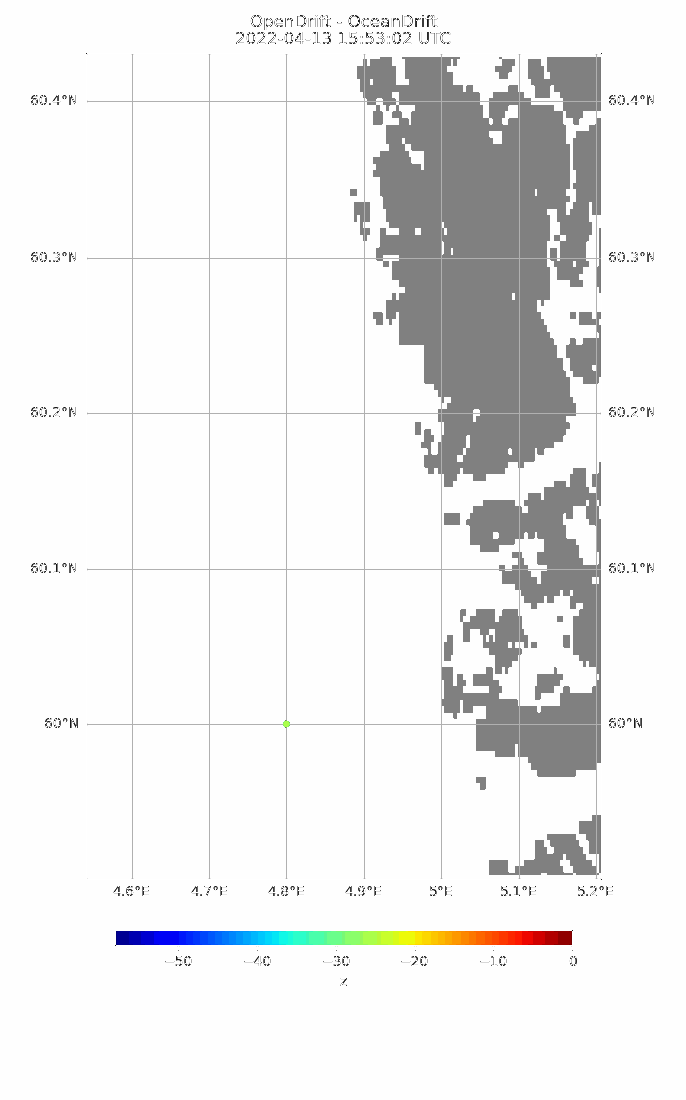 OpenDrift - OceanDrift
2022-04-13 15:53:02 UTC
60.4°N 60.4°N
60.3°N 60.3°N
60.2°N 60.2°N
60.1°N 60.1°N
60°N 60°N
4.6°E 4.7°E 4.8°E 4.9°E 5°E 5.1°E 5.2°E
−50 −40 −30 −20 −10 0
z